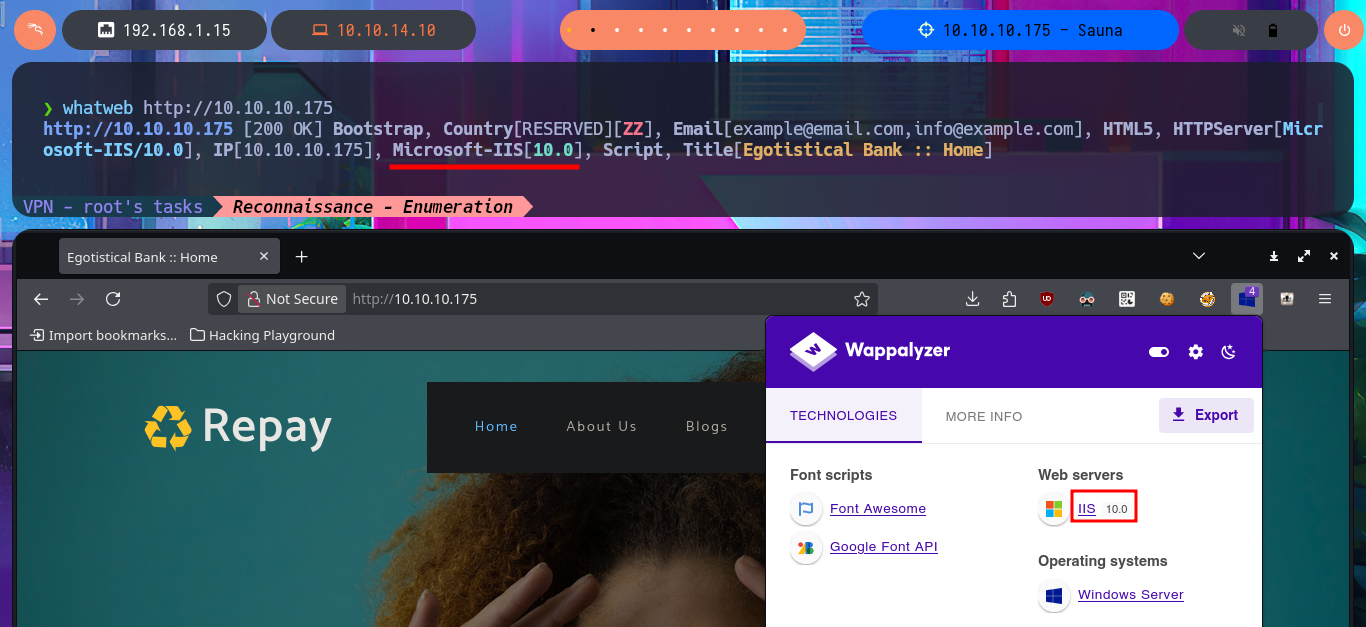 192.168.1.15 10.10.14.10 10.10.10.175 - Sauna
❯ whatweb http://10.10.10.175
http://10.10.10.175 [200 OK] Bootstrap, Country[RESERVED][ZZ], Email[example@email.com,info@example.com], HTML5, HTTPServer[Micr
osoft-IIS/10.0], IP[10.10.10.175], Microsoft-IIS[10.0], Script, Title[Egotistical Bank :: Home]
VPN - root's tasks Reconnaissance - Enumeration
Egotistical Bank :: Home
Not Secure http://10.10.10.175
4
Import bookmarks... Hacking Playground
Wappalyzer
Repay
Home About Us Blogs
TECHNOLOGIES MORE INFO Export
Font scripts
Font Awesome
Google Font API
Web servers
IIS 10.0
Operating systems
Windows Server